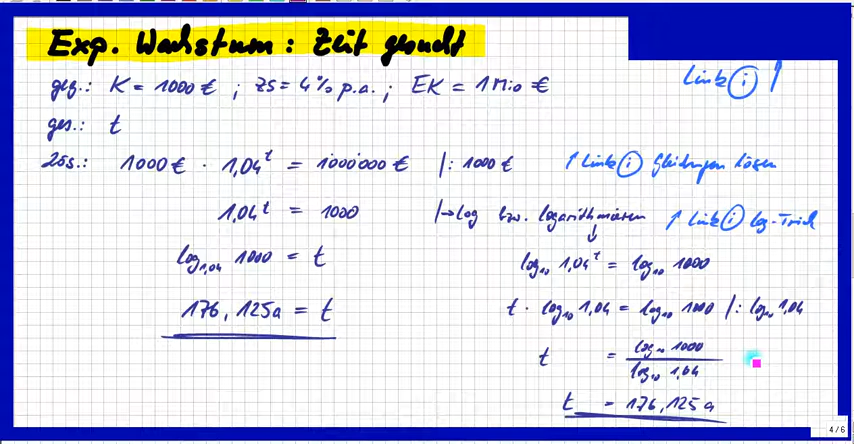 Exp. Wachstum: Zeit gesucht
geg.: K = 1000 € ; ZS = 4% p.a. ; EK = 1 Mio €
Link ⓘ ↑
ges.: t
Lös.: 1000 € · 1,04^t = 1'000'000 € |: 1000 €
↑ Link ⓘ Gleichungen lösen
1,04^t = 1000 |→ log bzw. logarithmieren
↑ Link ⓘ log-Trick
log_1,04 1000 = t
log_10 1,04^t = log_10 1000
176,125a = t
t · log_10 1,04 = log_10 1000 |: log_10 1,04
t = log_10 1000 / log_10 1,04
t = 176,125a
4 / 6